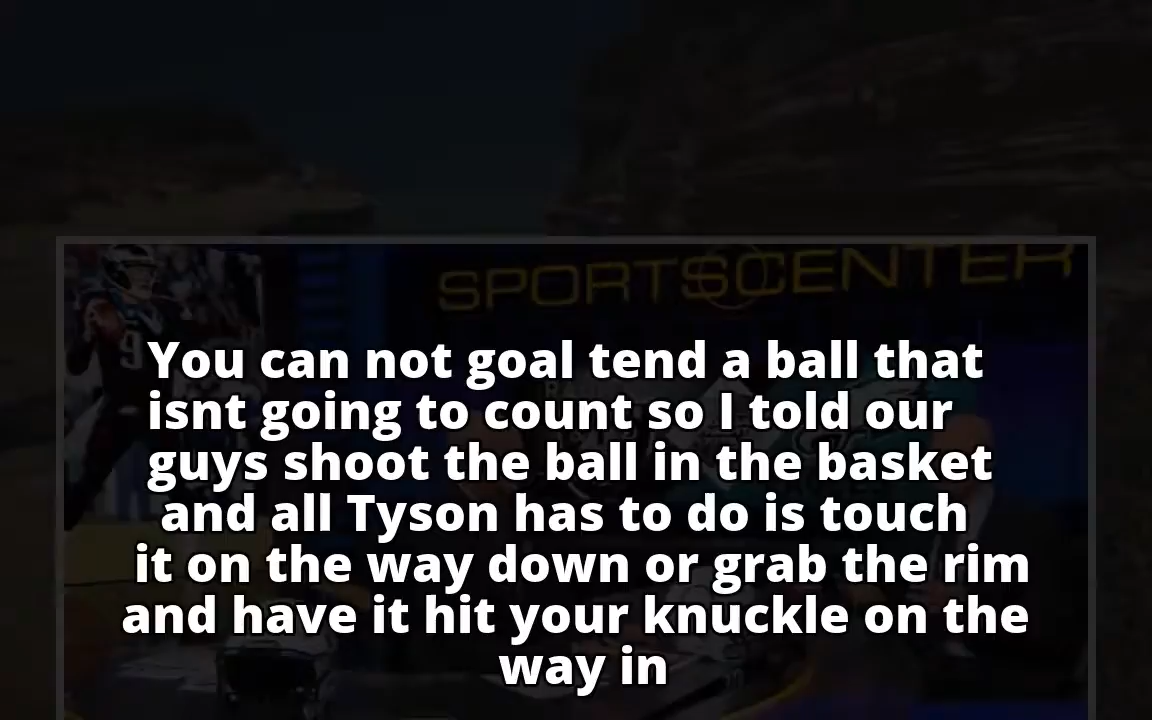 SPORTSCENTER
9
You can not goal tend a ball that
isnt going to count so I told our
guys shoot the ball in the basket
and all Tyson has to do is touch
it on the way down or grab the rim
and have it hit your knuckle on the
way in